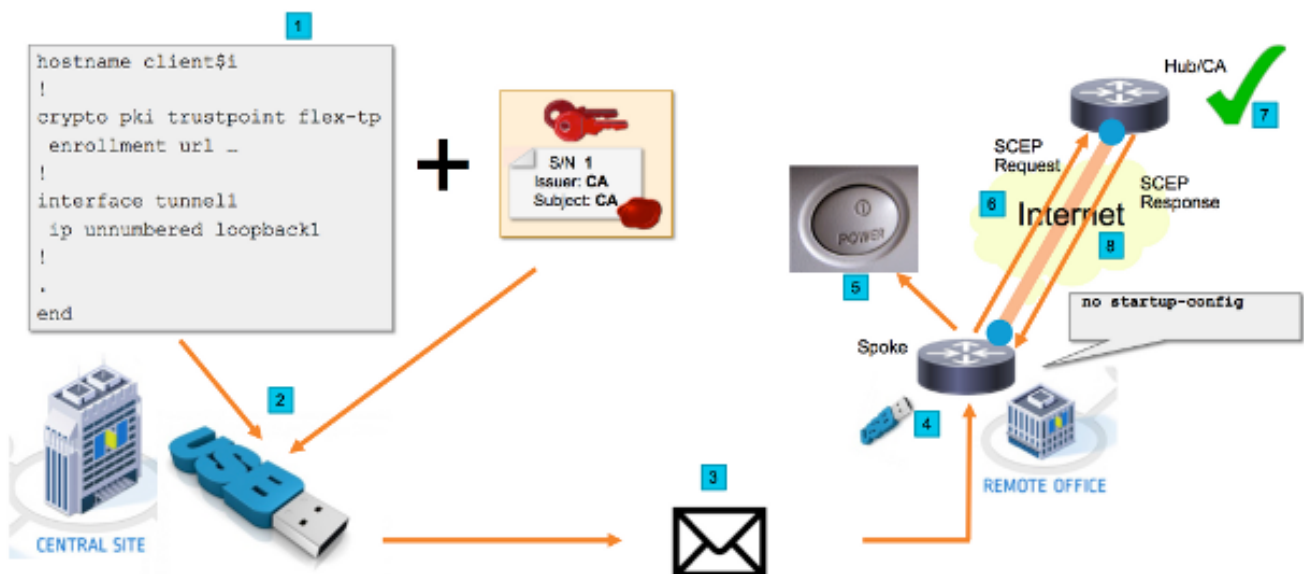 1
hostname client$i
!
crypto pki trustpoint flex-tp
enrollment url …
!
interface tunnel1
ip unnumbered loopback1
!
.
end
S/N 1
Issuer: CA
Subject: CA
2
USB
CENTRAL SITE
3
4
5
POWER
Spoke
REMOTE OFFICE
no startup-config
6
SCEP
Request
Internet
8
SCEP
Response
Hub/CA
7